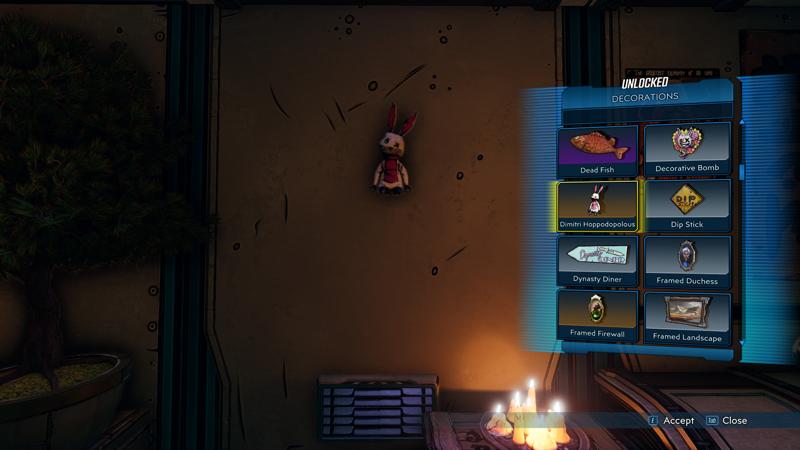 UNLOCKED
DECORATIONS
Dead Fish
Decorative Bomb
DIP
Dimitri Hoppodopolous
Dip Stick
Dynasty Diner
Framed Duchess
Framed Firewall
Framed Landscape
E Accept
Tab Close